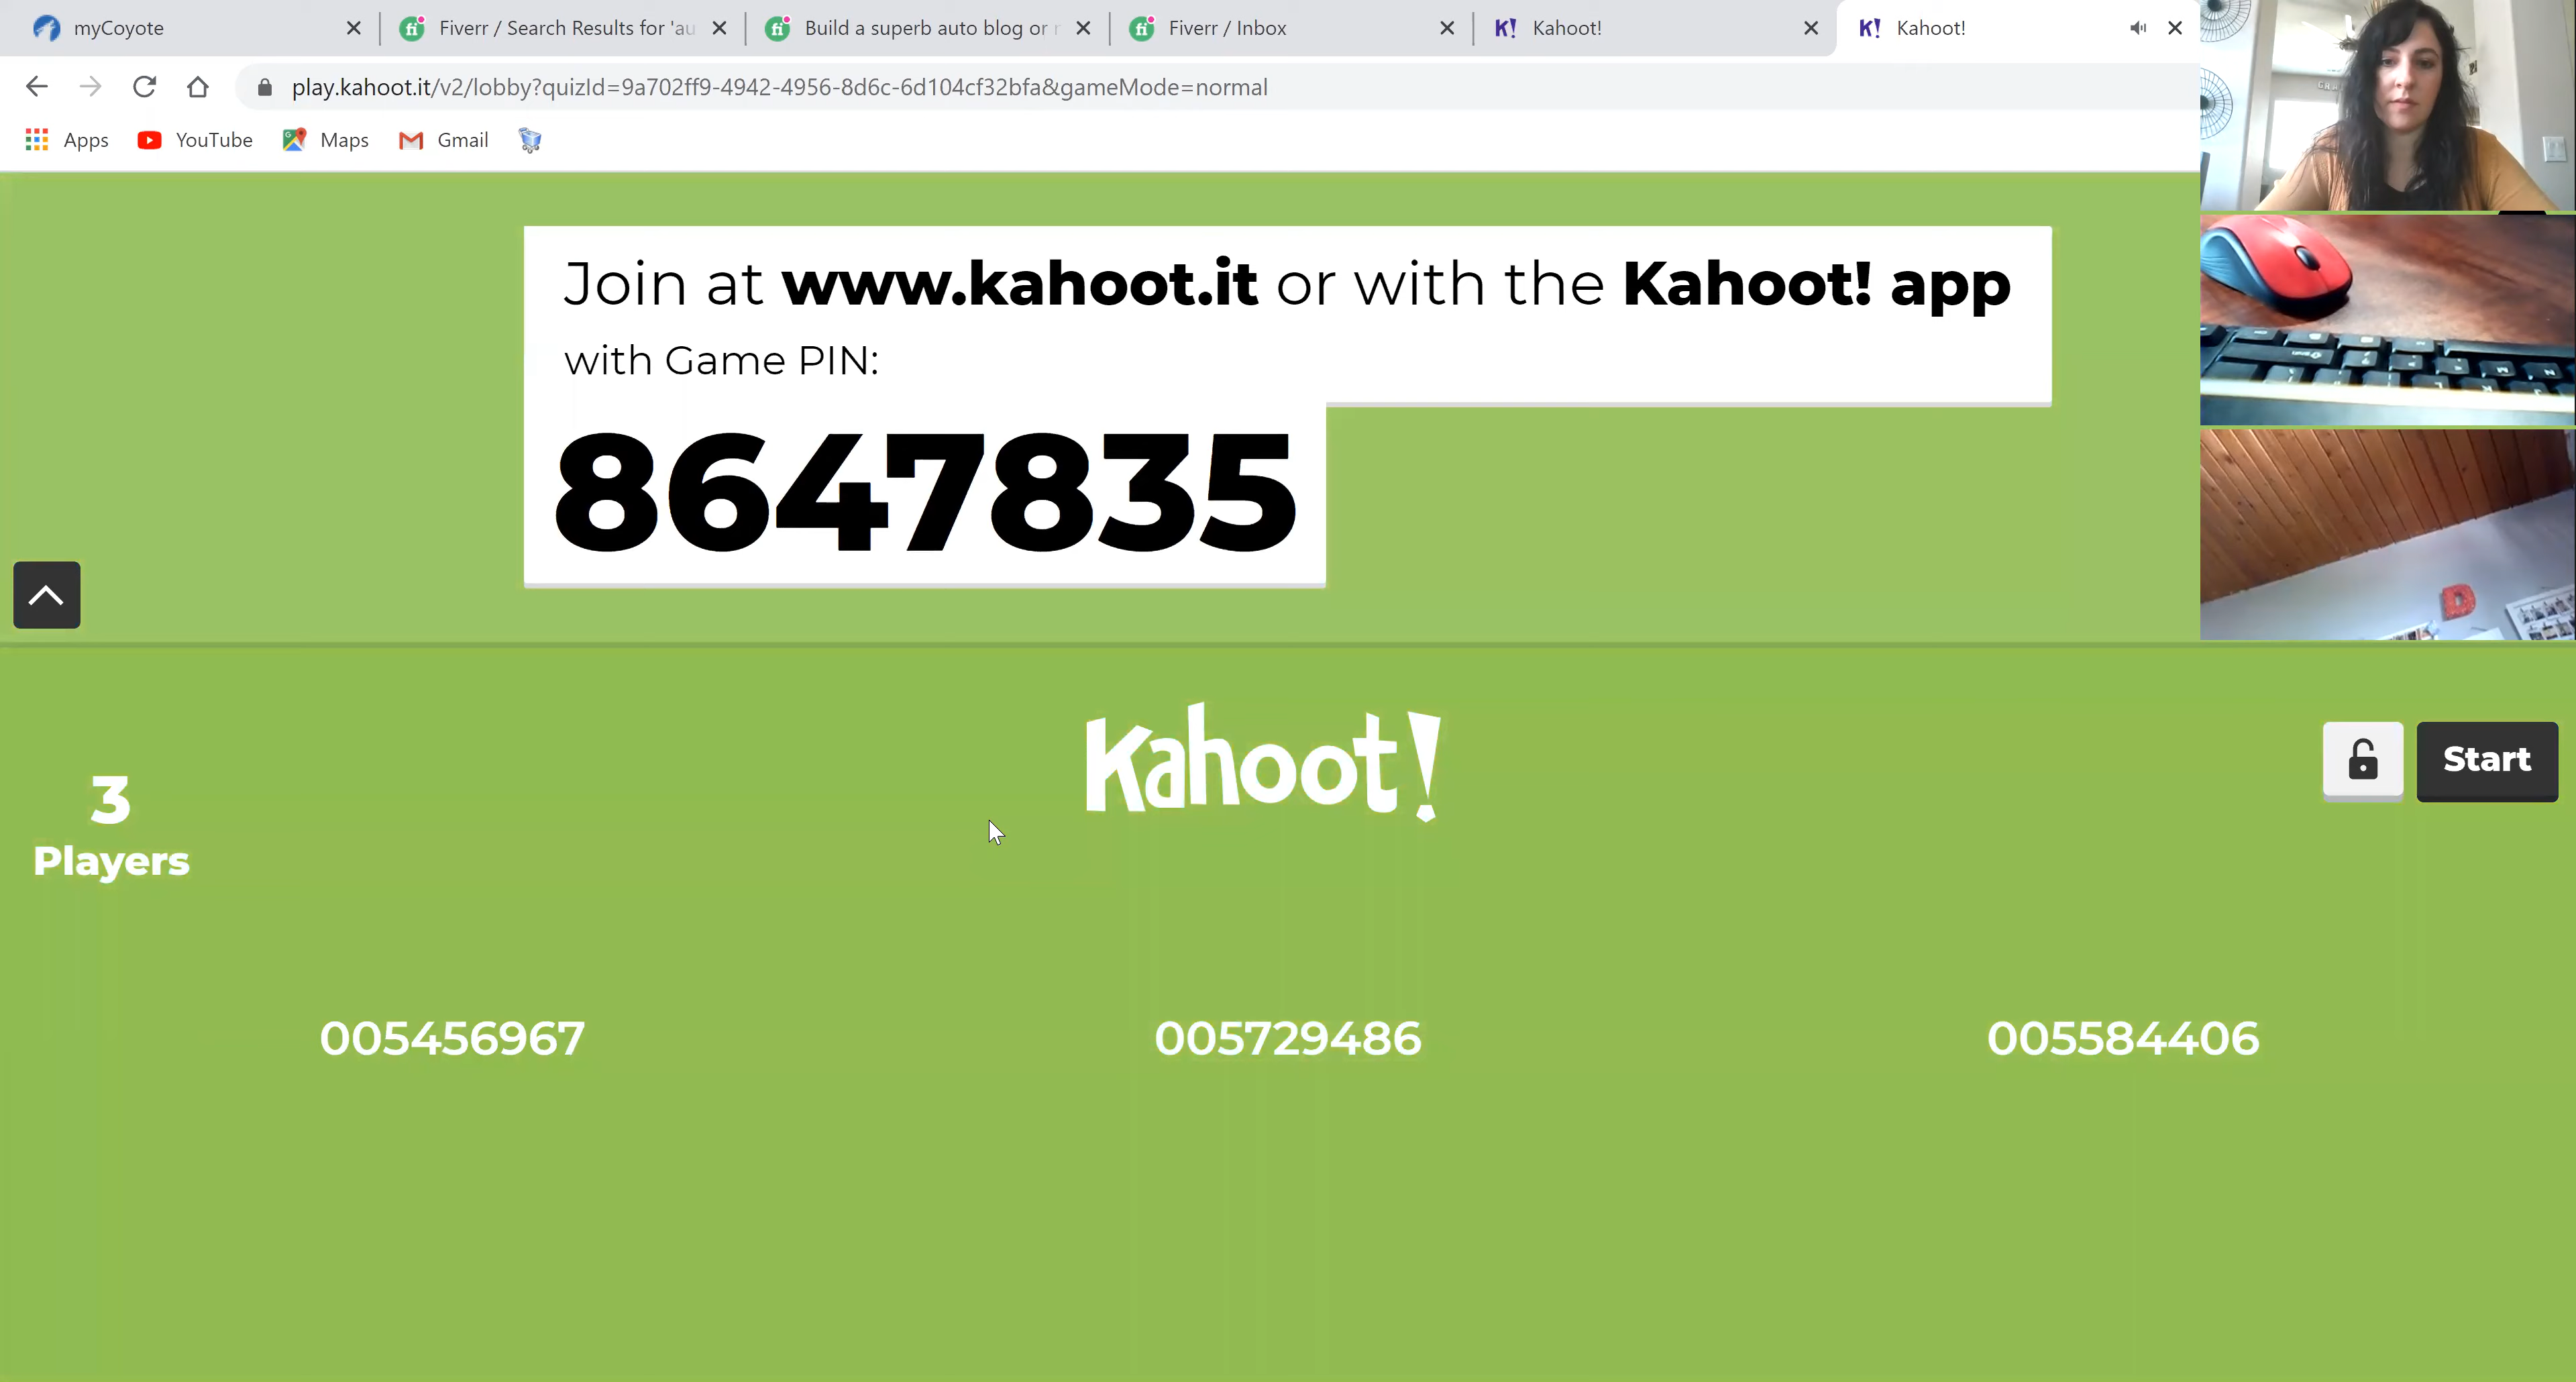 myCoyote
Fiverr / Search Results for 'au
Build a superb auto blog or
Fiverr / Inbox
Kahoot!
Kahoot!
play.kahoot.it/v2/lobby?quizId=9a702ff9-4942-4956-8d6c-6d104cf32bfa&gameMode=normal
Apps
YouTube
Maps
Gmail
Join at www.kahoot.it or with the Kahoot! app
with Game PIN:
8647835
D
Kahoot!
Start
3
Players
005456967
005729486
005584406